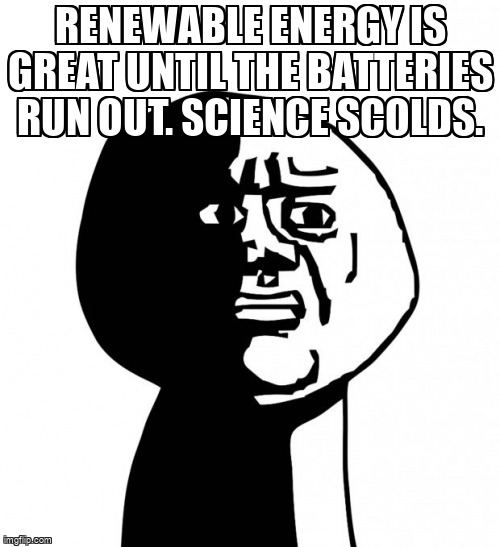 RENEWABLE ENERGY IS
GREAT UNTIL THE BATTERIES
RUN OUT. SCIENCE SCOLDS.
imgflip.com